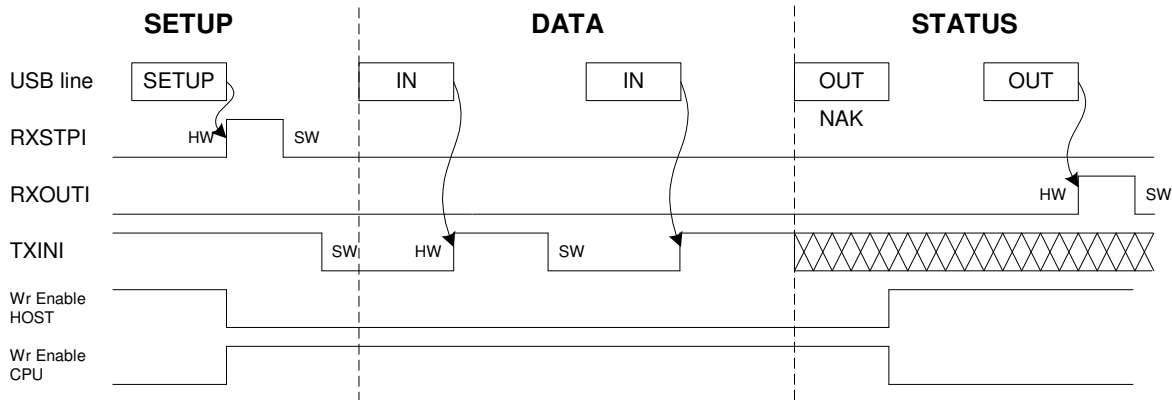 SETUP DATA STATUS
USB line SETUP IN IN OUT OUT
NAK
RXSTPI HW SW
RXOUTI HW SW
TXINI SW HW SW
Wr Enable
HOST
Wr Enable
CPU